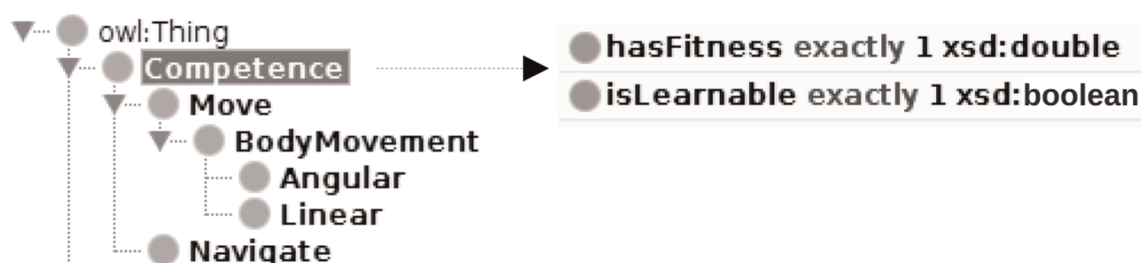 owl:Thing
Competence
hasFitness exactly 1 xsd:double
isLearnable exactly 1 xsd:boolean
Move
BodyMovement
Angular
Linear
Navigate